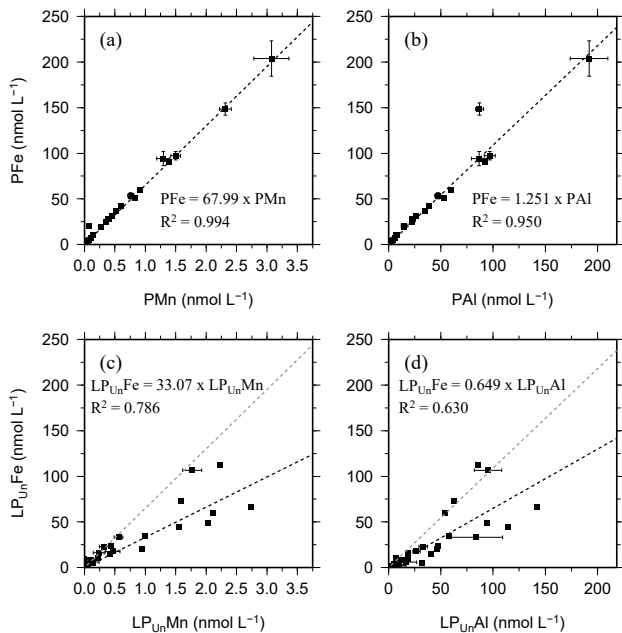 (a)
PFe (nmol L⁻¹)
250
200
150
100
50
0
PFe = 67.99 x PMn
R² = 0.994
0.0 0.5 1.0 1.5 2.0 2.5 3.0 3.5
PMn (nmol L⁻¹)
(b)
250
200
150
100
50
0
PFe = 1.251 x PAl
R² = 0.950
0 50 100 150 200
PAl (nmol L⁻¹)
(c)
LP_UnFe (nmol L⁻¹)
250
200
150
100
50
0
LP_UnFe = 33.07 x LP_UnMn
R² = 0.786
0.0 0.5 1.0 1.5 2.0 2.5 3.0 3.5
LP_UnMn (nmol L⁻¹)
(d)
250
200
150
100
50
0
LP_UnFe = 0.649 x LP_UnAl
R² = 0.630
0 50 100 150 200
LP_UnAl (nmol L⁻¹)